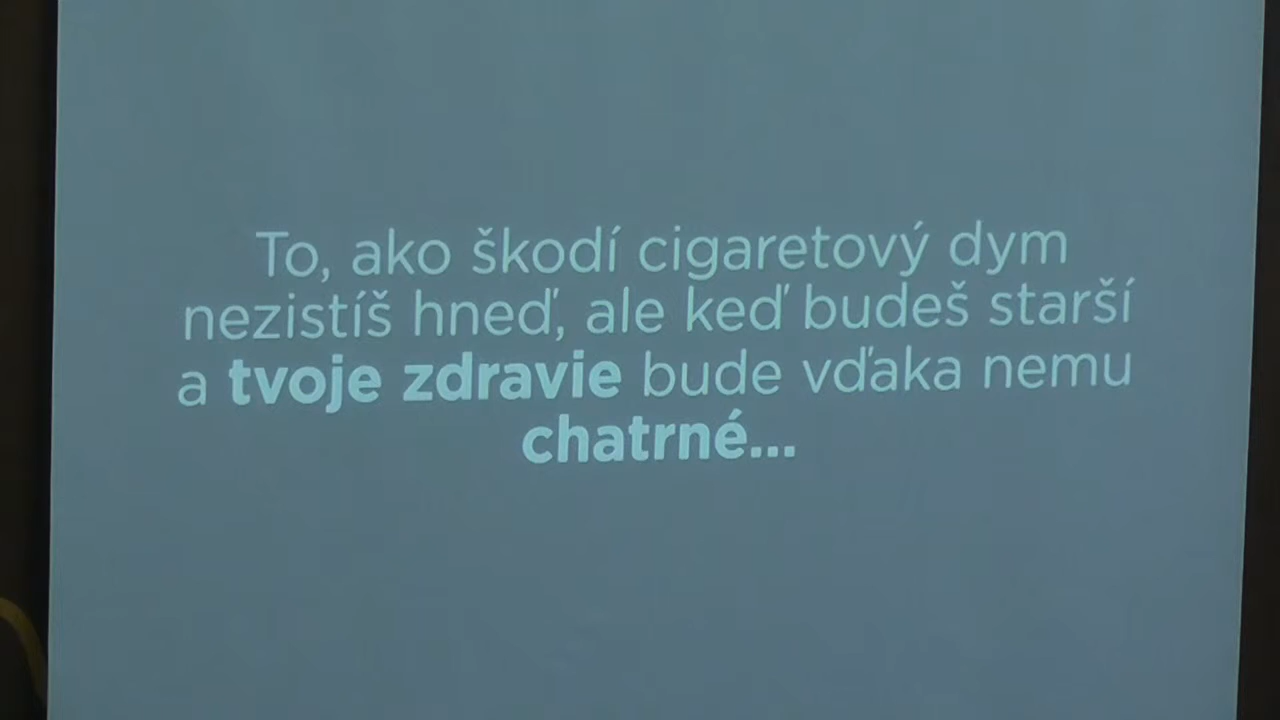 To, ako škodí cigaretový dym
nezistíš hneď, ale keď budeš starší
a tvoje zdravie bude vďaka nemu
chatrné...